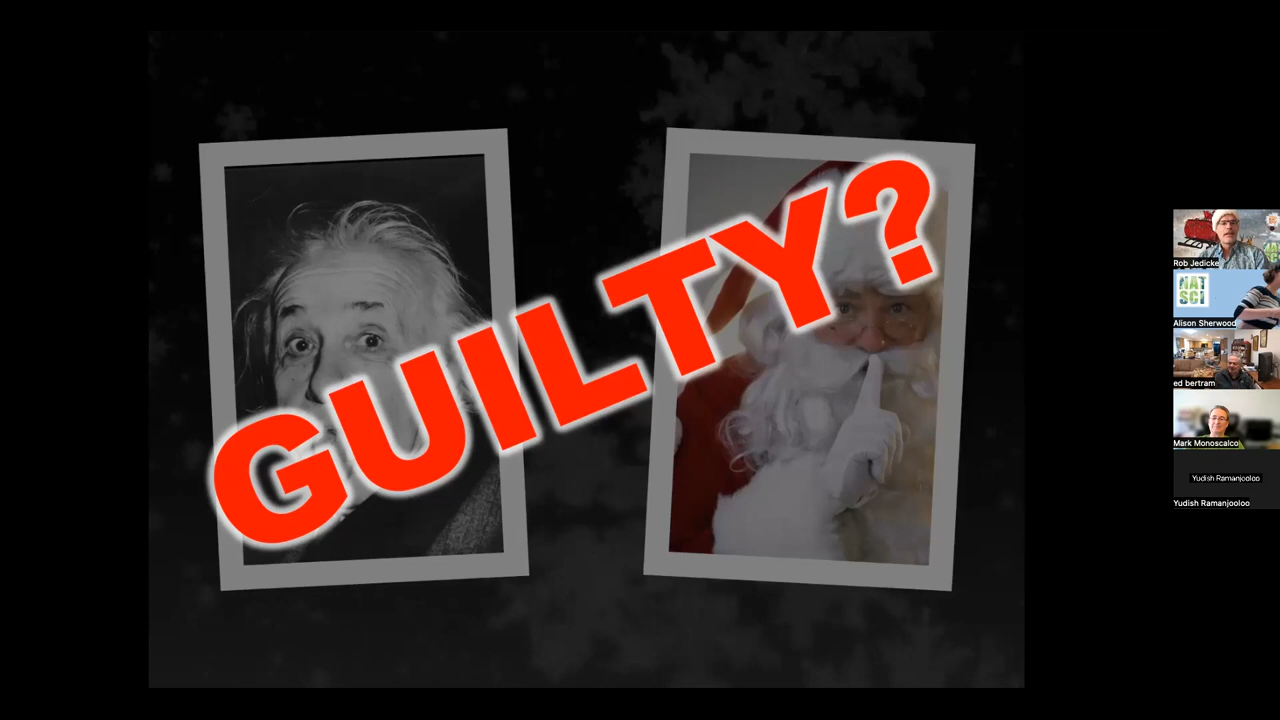 GUILTY?
Rob Jedicke
NAT
SCI
Alison Sherwood
ed bertram
Mark Monoscalco
Yudish Ramanjooloo
Yudish Ramanjooloo